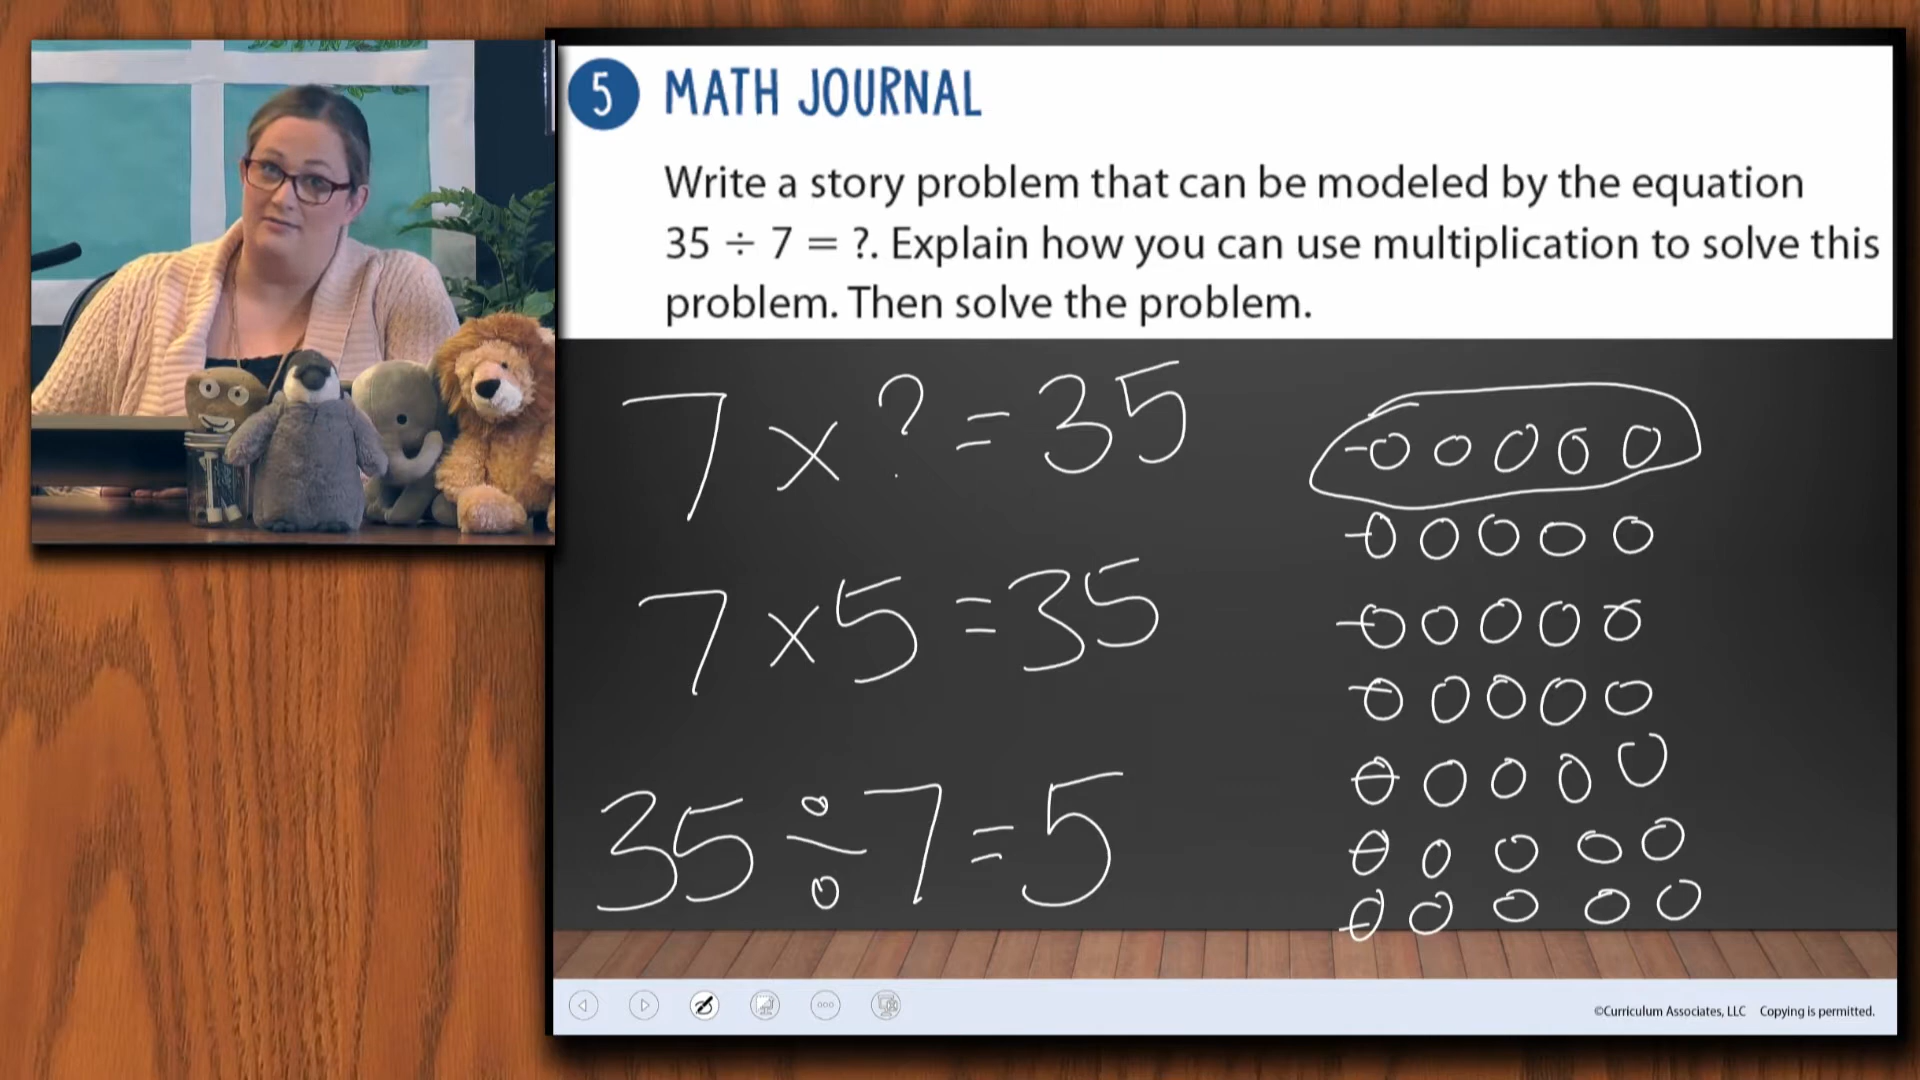 5 MATH JOURNAL
Write a story problem that can be modeled by the equation
35 ÷ 7 = ?. Explain how you can use multiplication to solve this
problem. Then solve the problem.
7 x ? = 35
7 x 5 = 35
35 ÷ 7 = 5
©Curriculum Associates, LLC Copying is permitted.